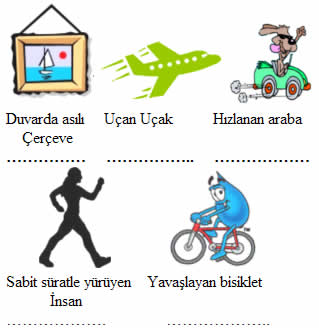 Duvarda asılı Uçan Uçak Hızlanan araba
Çerçeve
…………… …………….. ………………
Sabit süratle yürüyen Yavaşlayan bisiklet
İnsan
………………. ………………..